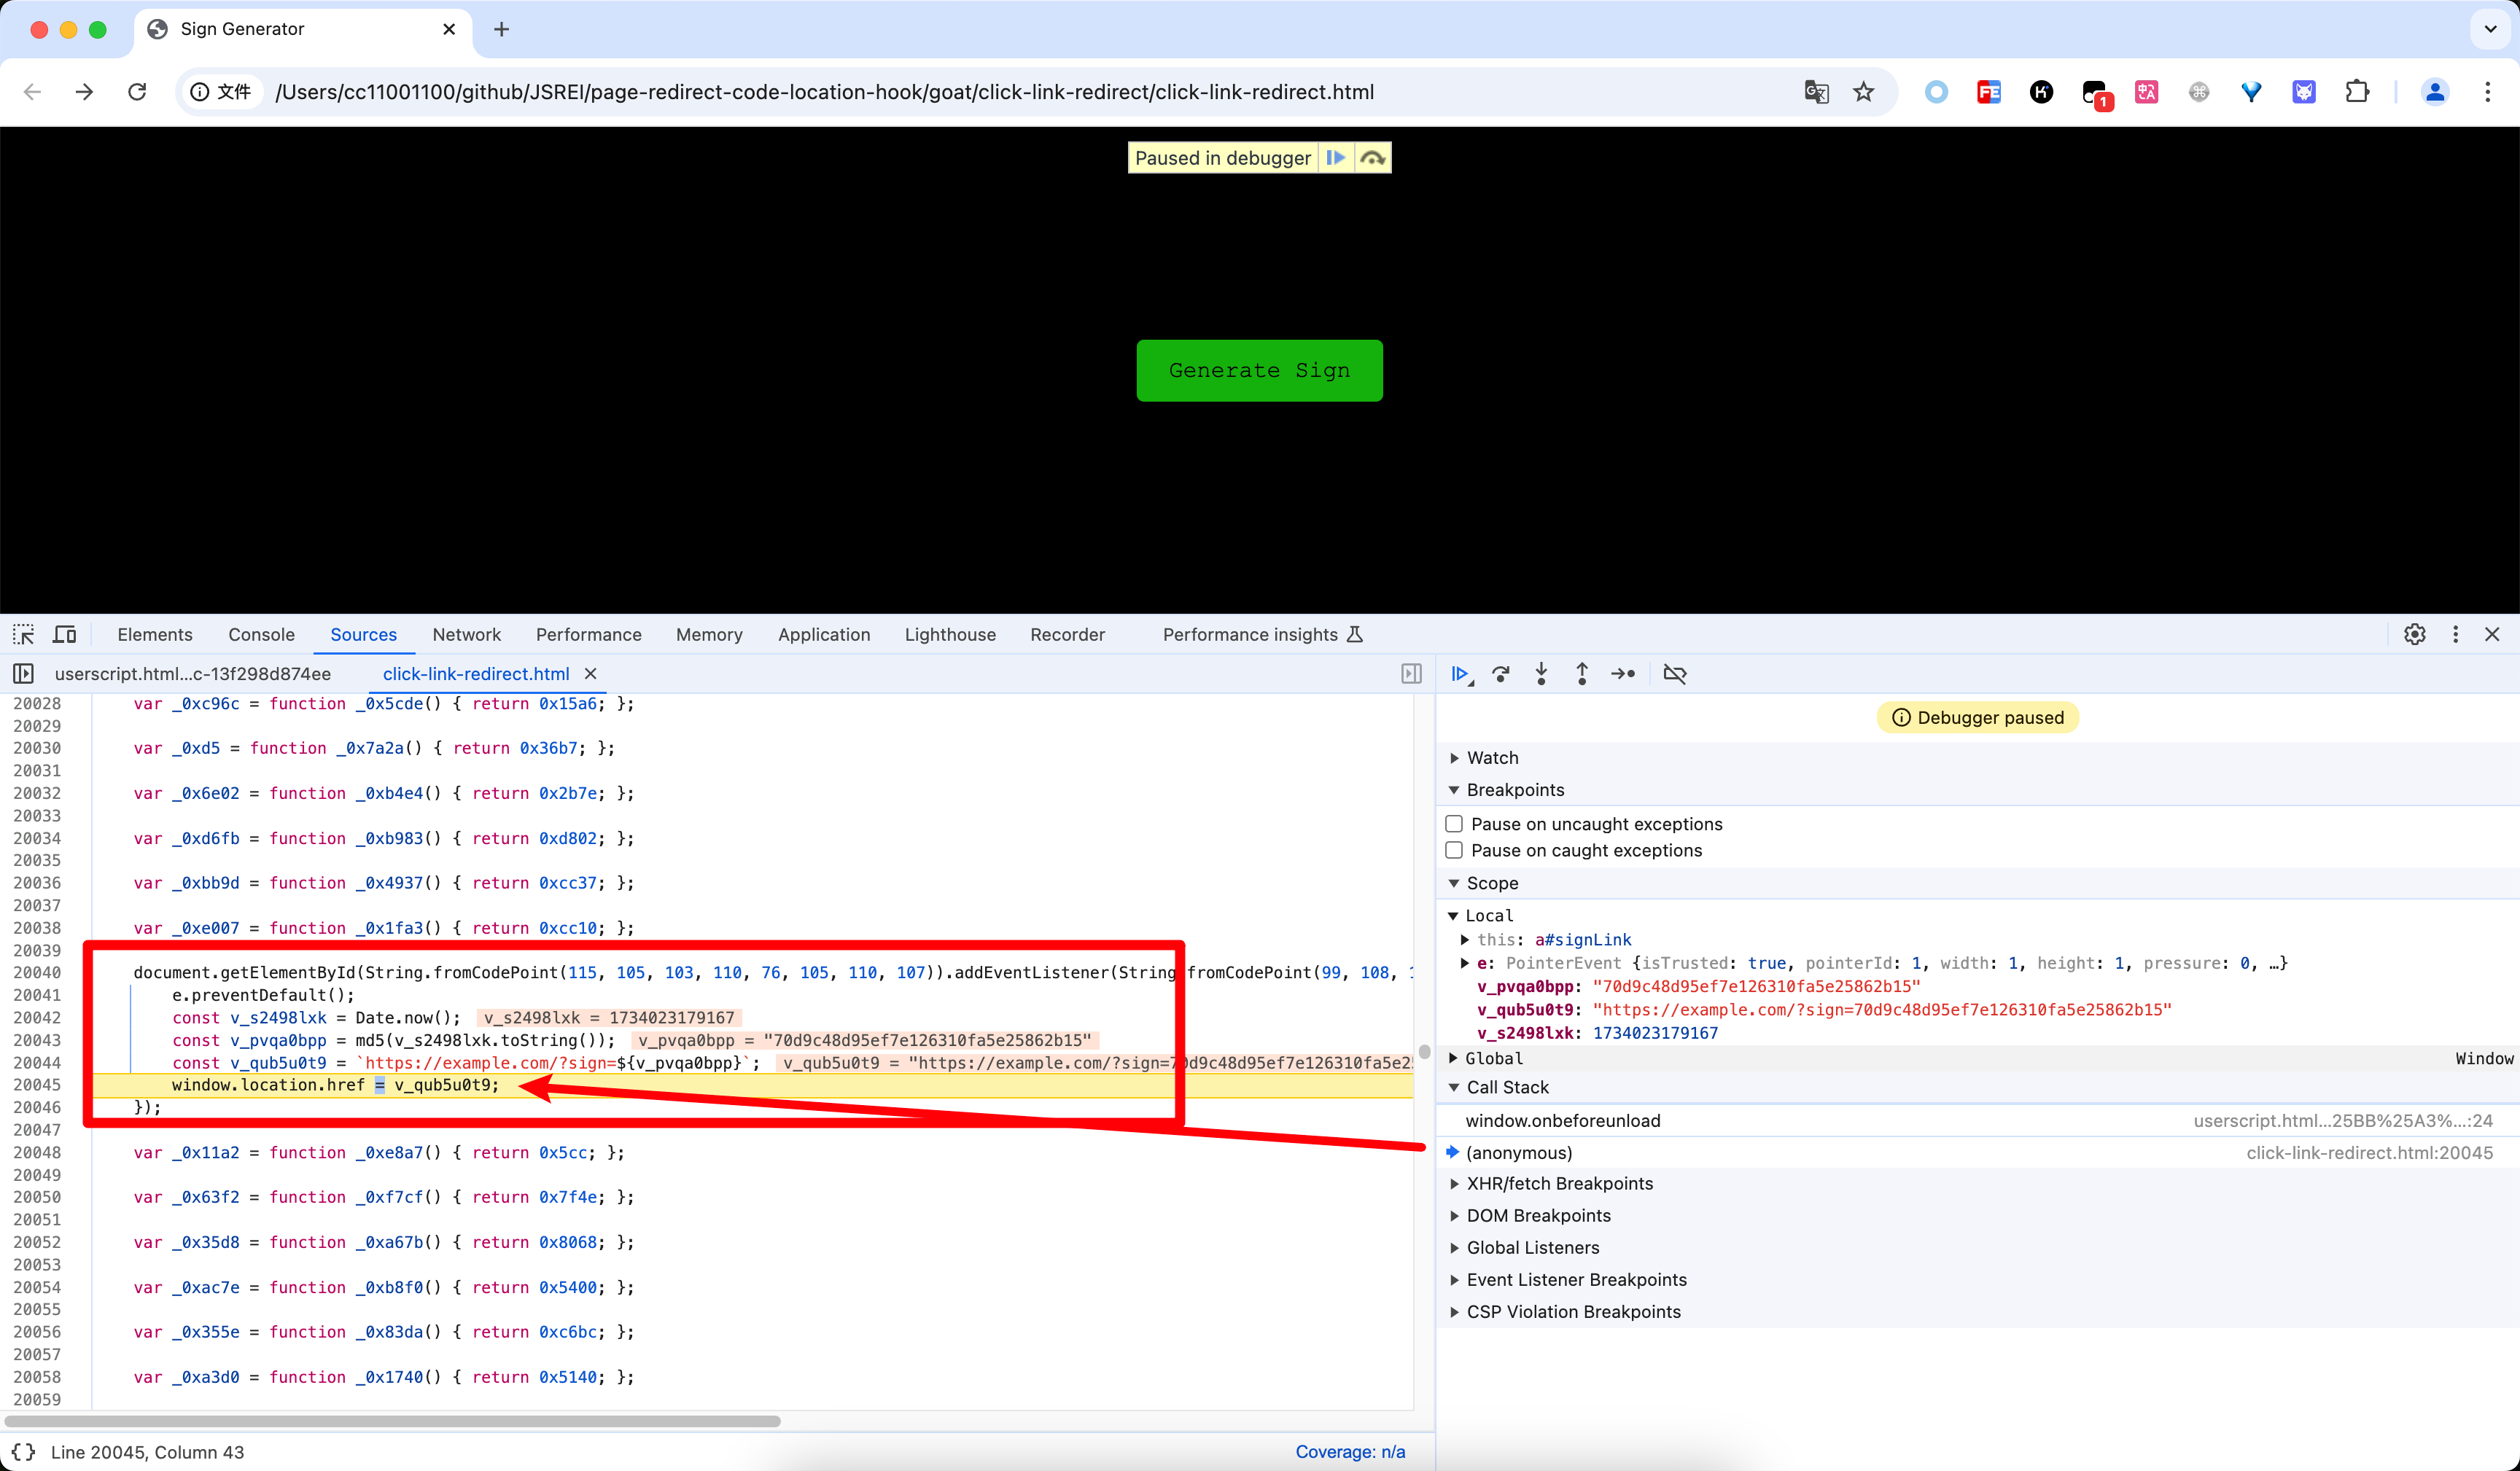 Sign Generator
文件
/Users/cc11001100/github/JSREI/page-redirect-code-location-hook/goat/click-link-redirect/click-link-redirect.html
FE
1
Paused in debugger
Generate Sign
Elements
Console
Sources
Network
Performance
Memory
Application
Lighthouse
Recorder
Performance insights
userscript.html...c-13f298d874ee
click-link-redirect.html
20028 var _0xc96c = function _0x5cde() { return 0x15a6; };
20029
20030 var _0xd5 = function _0x7a2a() { return 0x36b7; };
20031
20032 var _0x6e02 = function _0xb4e4() { return 0x2b7e; };
20033
20034 var _0xd6fb = function _0xb983() { return 0xd802; };
20035
20036 var _0xbb9d = function _0x4937() { return 0xcc37; };
20037
20038 var _0xe007 = function _0x1fa3() { return 0xcc10; };
20039
20040 document.getElementById(String.fromCodePoint(115, 105, 103, 110, 76, 105, 110, 107)).addEventListener(String fromCodePoint(99, 108, 1
20041 e.preventDefault();
20042 const v_s2498lxk = Date.now(); v_s2498lxk = 1734023179167
20043 const v_pvqa0bpp = md5(v_s2498lxk.toString()); v_pvqa0bpp = "70d9c48d95ef7e126310fa5e25862b15"
20044 const v_qub5u0t9 = `https://example.com/?sign=${v_pvqa0bpp}`; v_qub5u0t9 = "https://example.com/?sign=70d9c48d95ef7e126310fa5e25
20045 window.location.href = v_qub5u0t9;
20046 });
20047
20048 var _0x11a2 = function _0xe8a7() { return 0x5cc; };
20049
20050 var _0x63f2 = function _0xf7cf() { return 0x7f4e; };
20051
20052 var _0x35d8 = function _0xa67b() { return 0x8068; };
20053
20054 var _0xac7e = function _0xb8f0() { return 0x5400; };
20055
20056 var _0x355e = function _0x83da() { return 0xc6bc; };
20057
20058 var _0xa3d0 = function _0x1740() { return 0x5140; };
20059
{ } Line 20045, Column 43
Coverage: n/a
Debugger paused
Watch
Breakpoints
Pause on uncaught exceptions
Pause on caught exceptions
Scope
Local
this: a#signLink
e: PointerEvent {isTrusted: true, pointerId: 1, width: 1, height: 1, pressure: 0, …}
v_pvqa0bpp: "70d9c48d95ef7e126310fa5e25862b15"
v_qub5u0t9: "https://example.com/?sign=70d9c48d95ef7e126310fa5e25862b15"
v_s2498lxk: 1734023179167
Global Window
Call Stack
window.onbeforeunload userscript.html...25BB%25A3%...:24
(anonymous) click-link-redirect.html:20045
XHR/fetch Breakpoints
DOM Breakpoints
Global Listeners
Event Listener Breakpoints
CSP Violation Breakpoints